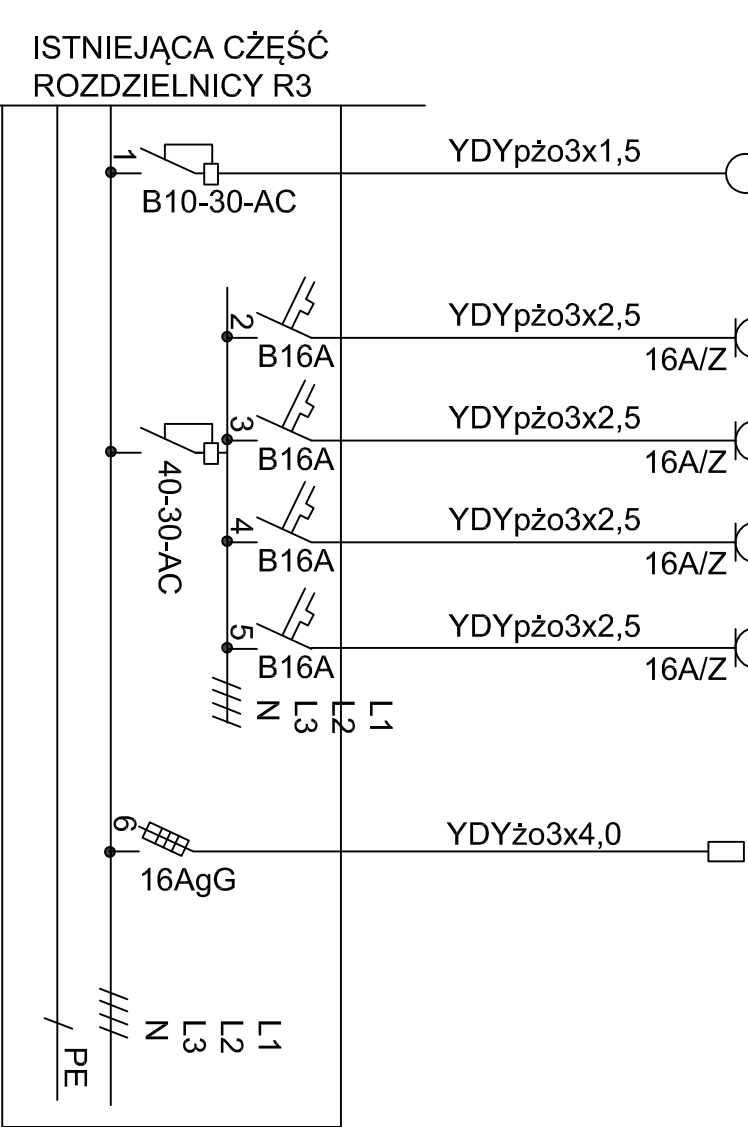 ISTNIEJĄCA CŻĘŚĆ
ROZDZIELNICY R3
1
B10-30-AC
YDYpżo3x1,5
2
B16A
YDYpżo3x2,5
16A/Z
3
B16A
YDYpżo3x2,5
16A/Z
40-30-AC
4
B16A
YDYpżo3x2,5
16A/Z
5
B16A
YDYpżo3x2,5
16A/Z
L1
L2
L3
N
6
16AgG
YDYżo3x4,0
L1
L2
L3
N
PE